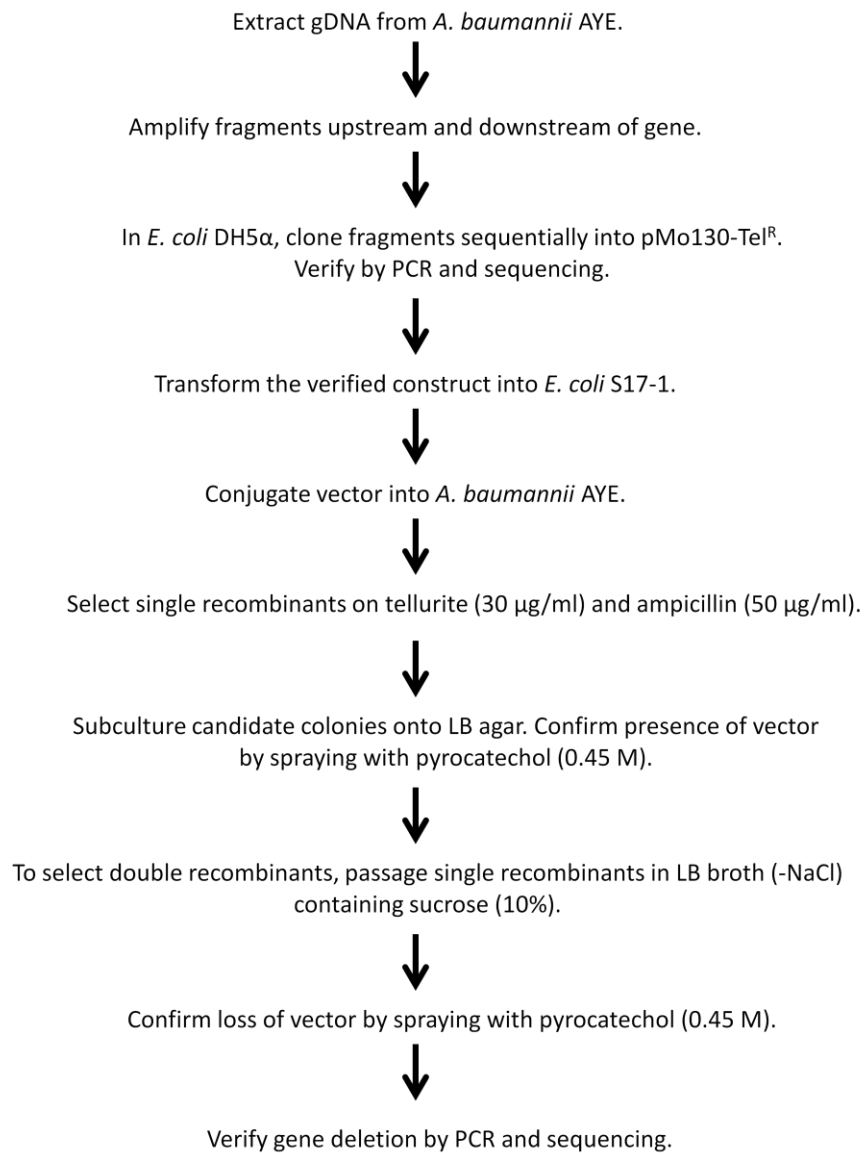 Extract gDNA from A. baumannii AYE.
Amplify fragments upstream and downstream of gene.
In E. coli DH5α, clone fragments sequentially into pMo130-Telᴿ.
Verify by PCR and sequencing.
Transform the verified construct into E. coli S17-1.
Conjugate vector into A. baumannii AYE.
Select single recombinants on tellurite (30 μg/ml) and ampicillin (50 μg/ml).
Subculture candidate colonies onto LB agar. Confirm presence of vector
by spraying with pyrocatechol (0.45 M).
To select double recombinants, passage single recombinants in LB broth (-NaCl)
containing sucrose (10%).
Confirm loss of vector by spraying with pyrocatechol (0.45 M).
Verify gene deletion by PCR and sequencing.